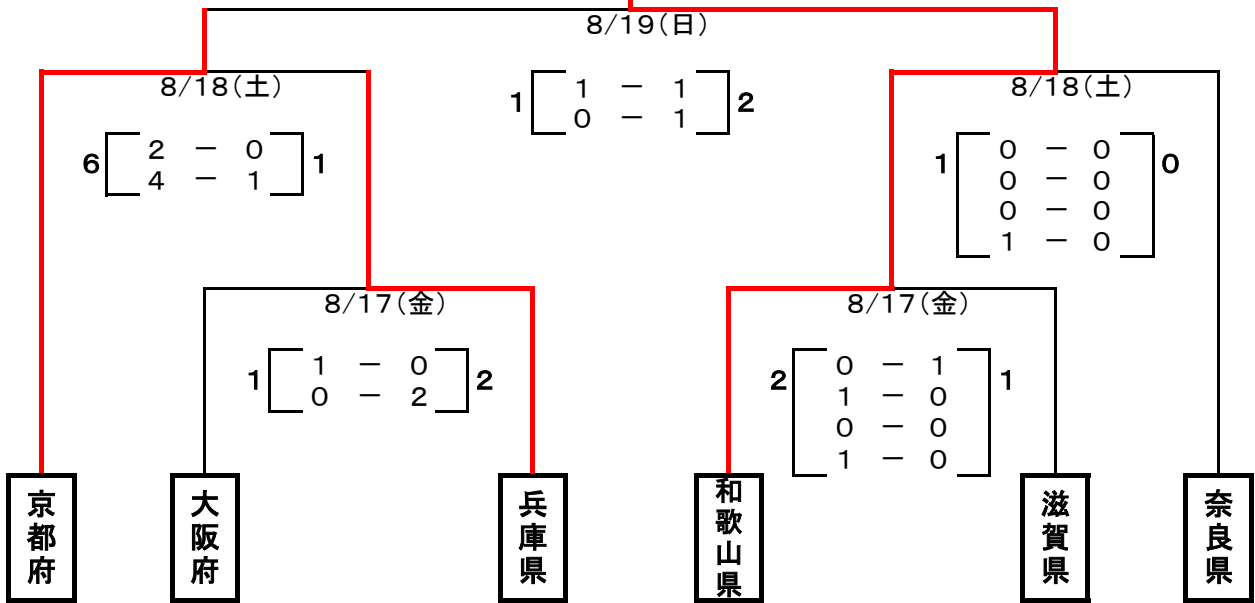 8/19(日)
1 1 － 1 2
0 － 1
8/18(土)
6 2 － 0 1
4 － 1
8/18(土)
1 0 － 0 0
0 － 0
0 － 0
1 － 0
8/17(金)
1 1 － 0 2
0 － 2
8/17(金)
2 0 － 1 1
1 － 0
0 － 0
1 － 0
京都府
大阪府
兵庫県
和歌山県
滋賀県
奈良県